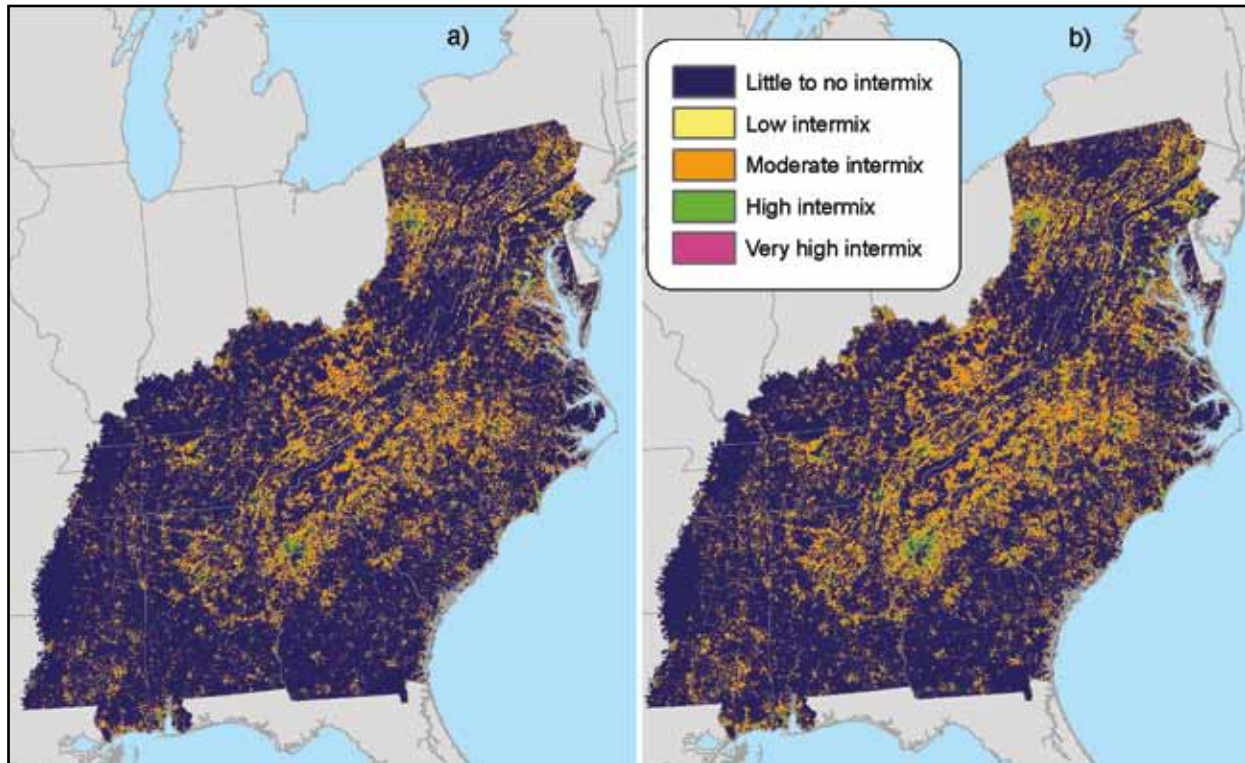 a)
b)
Little to no intermix
Low intermix
Moderate intermix
High intermix
Very high intermix